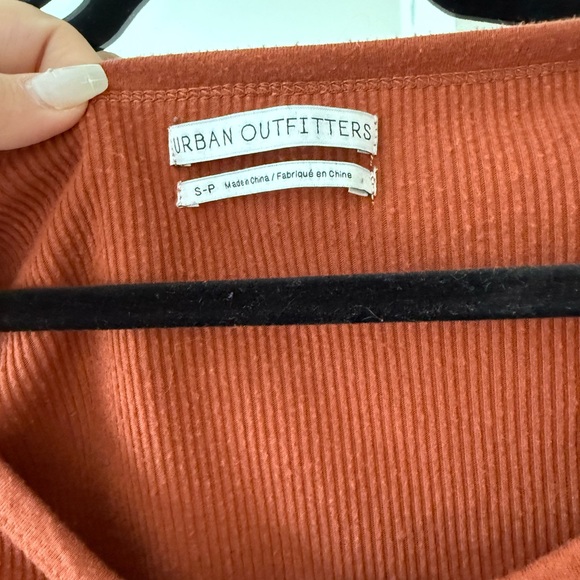 URBAN OUTFITTERS
S-P Made in China / Fabriqué en Chine